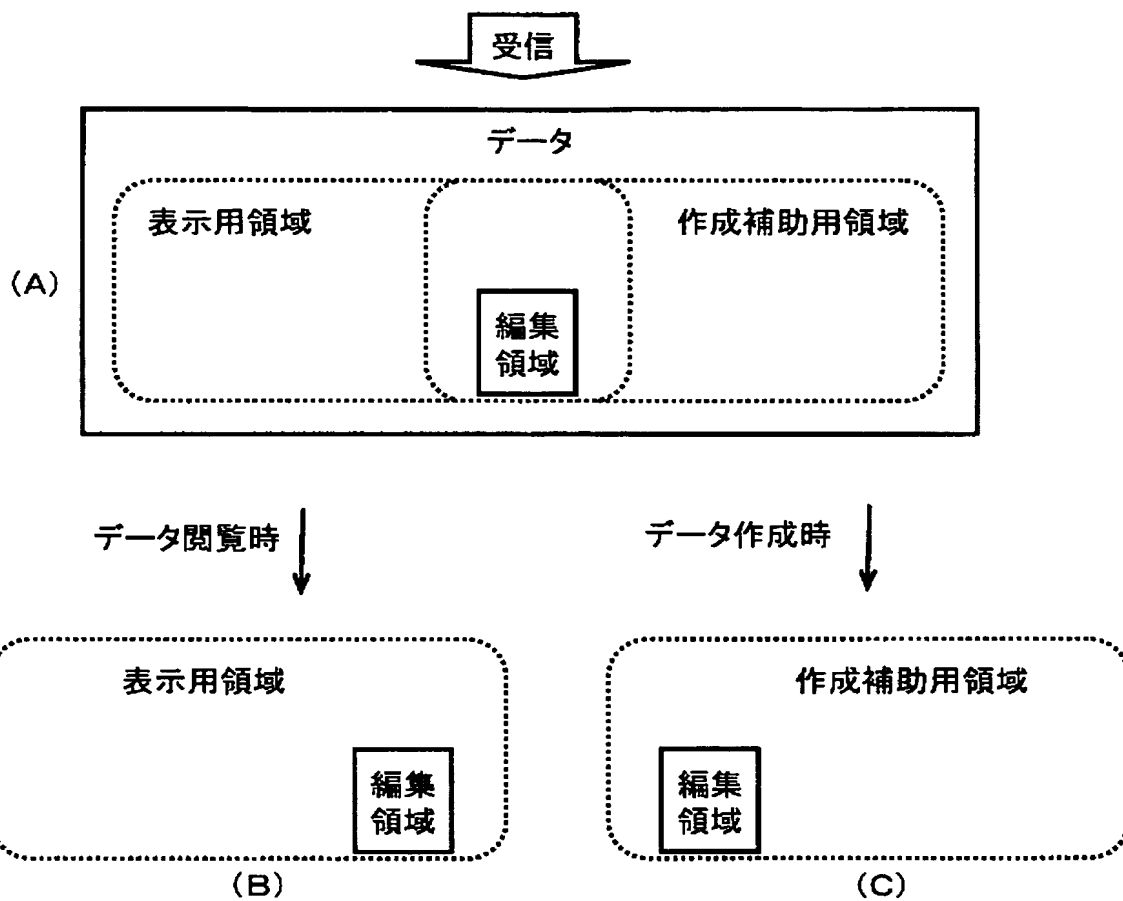 受信
データ
表示用領域
作成補助用領域
(A)
編集
領域
データ閲覧時
データ作成時
表示用領域
作成補助用領域
編集
領域
編集
領域
(B)
(C)